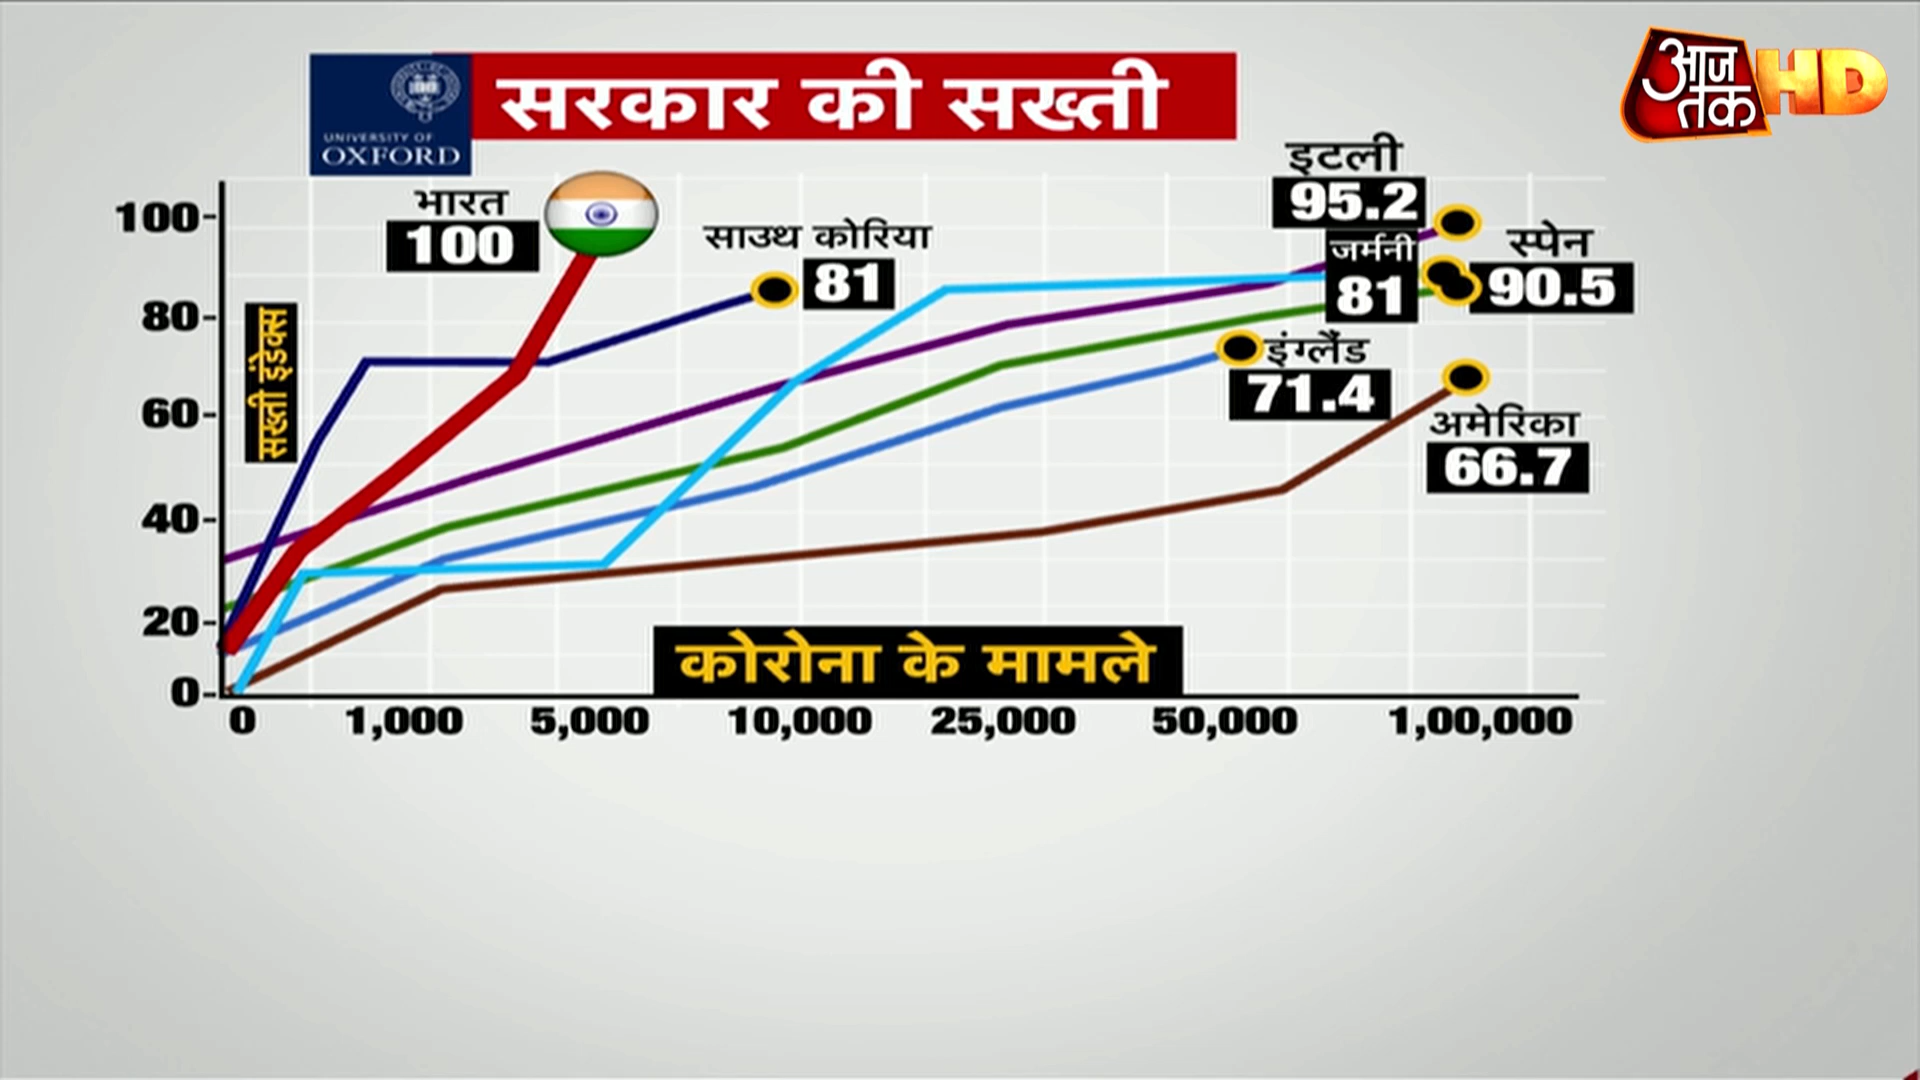 आज तक HD
UNIVERSITY OF
OXFORD
सरकार की सख्ती
इटली
95.2
भारत
100
साउथ कोरिया
81
जर्मनी
81
स्पेन
90.5
इंग्लैंड
71.4
अमेरिका
66.7
सख्ती इंडेक्स
100
80
60
40
20
0
कोरोना के मामले
0 1,000 5,000 10,000 25,000 50,000 1,00,000